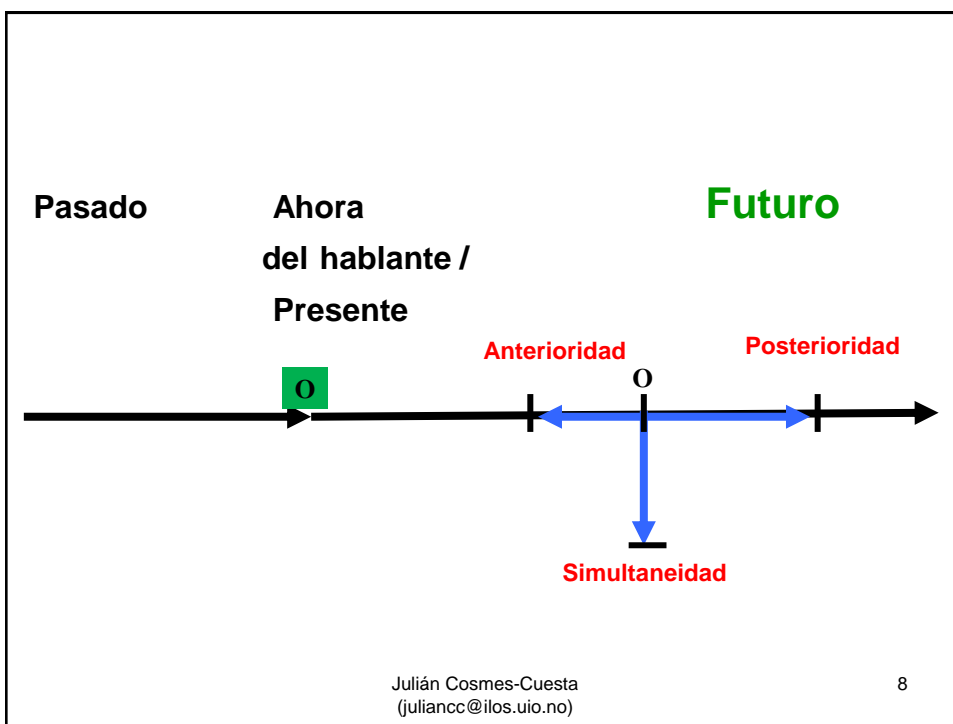 Pasado
Ahora
del hablante /
Presente
Futuro
Anterioridad
Posterioridad
O
O
Simultaneidad
Julián Cosmes-Cuesta
(juliancc@ilos.uio.no)
8